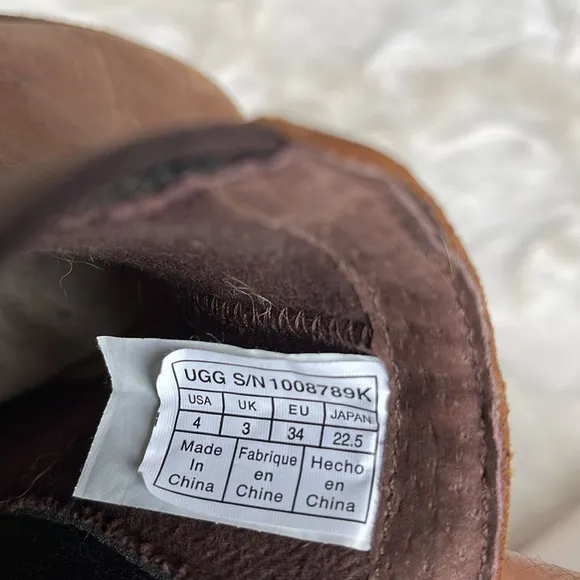 UGG S/N 1008789K
USA UK EU JAPAN
4 3 34 22.5
Made Fabrique Hecho
In en en
China Chine China